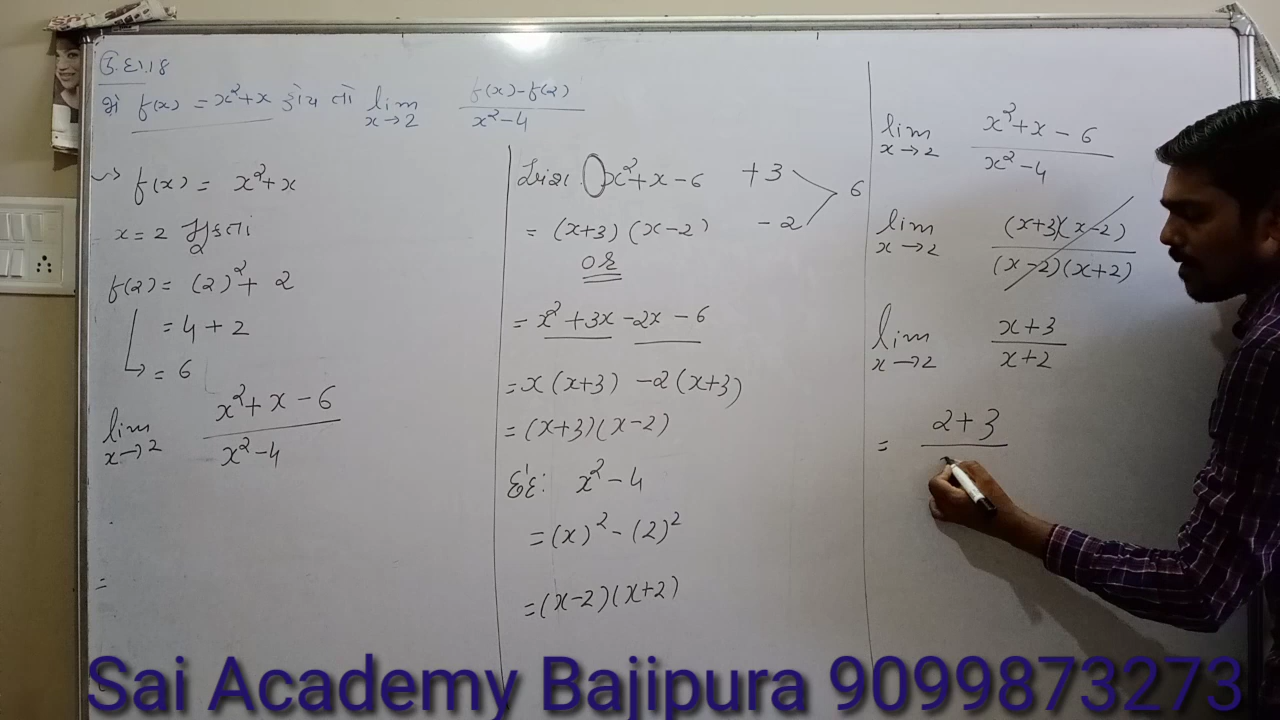 ઉ.દા.18
જો f(x) = x²+x હોય તો lim x→2 f(x)-f(2) / x²-4
→ f(x) = x²+x
x=2 મુકતાં
f(2) = (2)²+ 2
= 4+2
→ = 6
lim x→2 x²+x-6 / x²-4
=
અંશ: x²+x-6 +3 -2 6
= (x+3) (x-2)
OR
= x²+3x-2x-6
= x(x+3) -2(x+3)
= (x+3)(x-2)
છેદ: x²-4
= (x)²-(2)²
= (x-2)(x+2)
lim x→2 x²+x-6 / x²-4
lim x→2 (x+3)(x-2) / (x-2)(x+2)
lim x→2 x+3 / x+2
= 2+3
Sai Academy Bajipura 9099873273